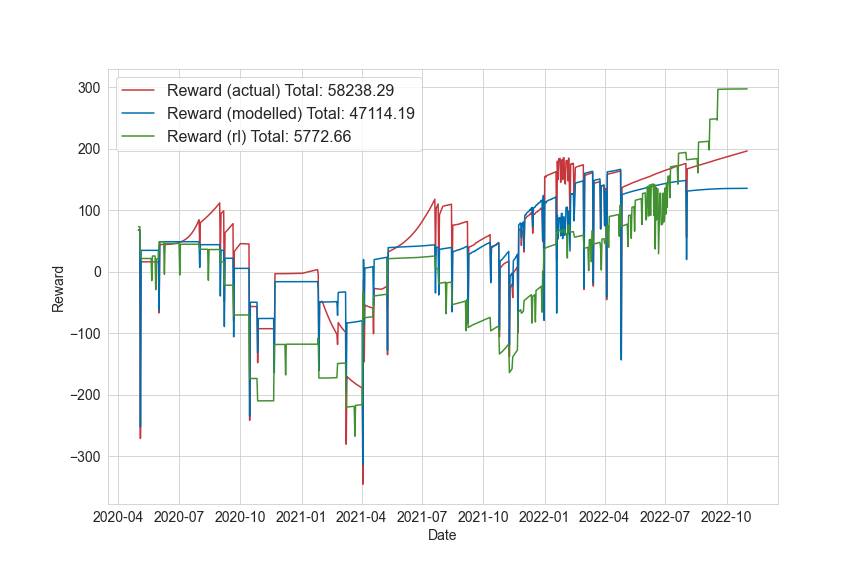 Reward (actual) Total: 58238.29
Reward (modelled) Total: 47114.19
Reward (rl) Total: 5772.66
300
200
100
0
−100
−200
−300
Reward
2020-04 2020-07 2020-10 2021-01 2021-04 2021-07 2021-10 2022-01 2022-04 2022-07 2022-10
Date